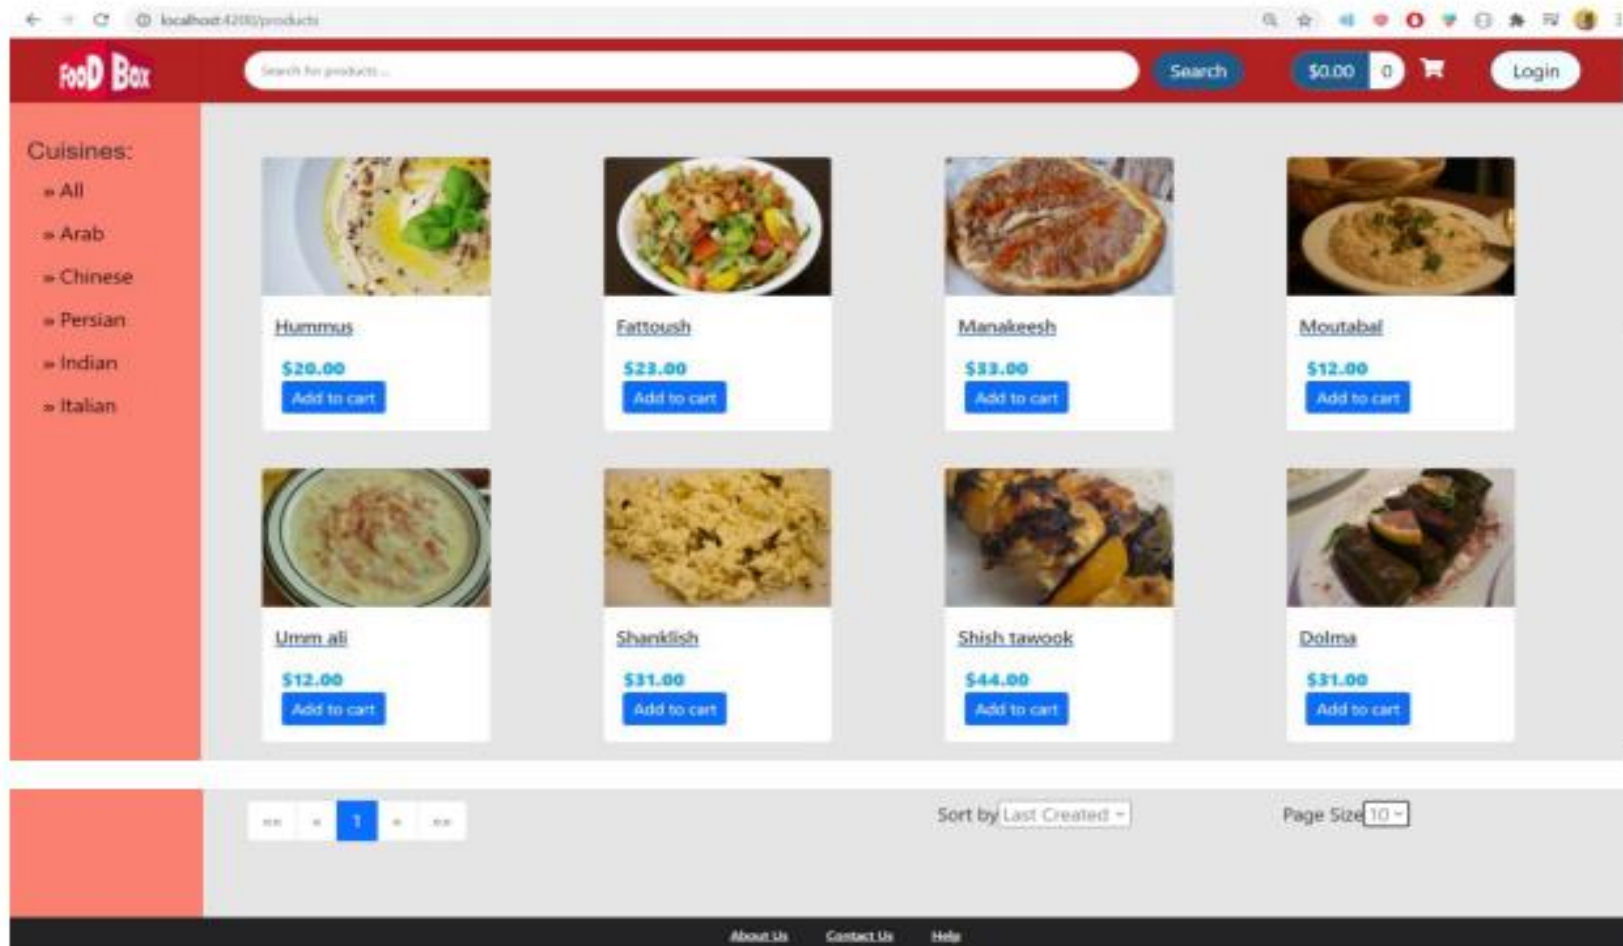 localhost:4200/products
FooD Box
Search for products ...
Search
$0.00 0
Login
Cuisines:
» All
» Arab
» Chinese
» Persian
» Indian
» Italian
Hummus
$20.00
Add to cart
Fattoush
$23.00
Add to cart
Manakeesh
$33.00
Add to cart
Moutabal
$12.00
Add to cart
Umm ali
$12.00
Add to cart
Shanklish
$31.00
Add to cart
Shish tawook
$44.00
Add to cart
Dolma
$31.00
Add to cart
«« « 1 » »»
Sort by Last Created
Page Size 10
About Us Contact Us Help